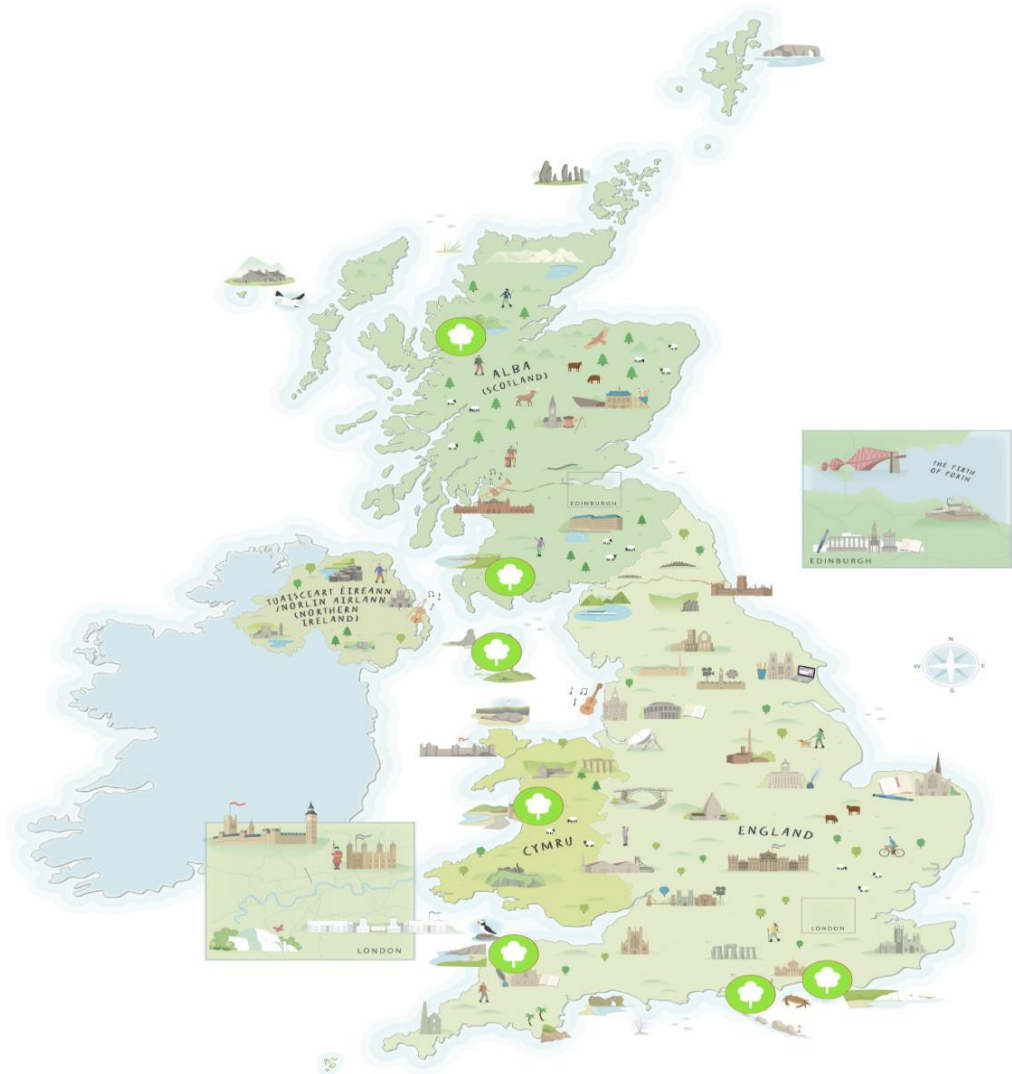 ALBA
(SCOTLAND)
EDINBURGH
THE FIRTH
OF FORTH
EDINBURGH
TUAISCEART ÉIREANN
/NORLIN AIRLANN
(NORTHERN
IRELAND)
N
W
E
S
ENGLAND
CYMRU
LONDON
LONDON